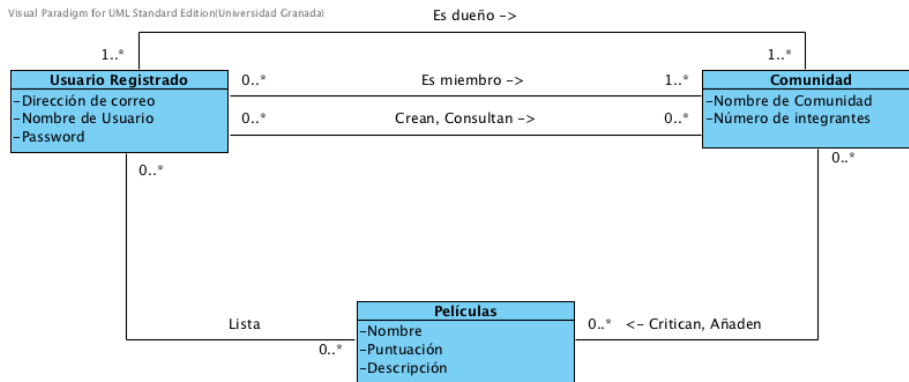 Visual Paradigm for UML Standard Edition(Universidad Granada)
Es dueño ->
1..*
1..*
Usuario Registrado
-Dirección de correo
-Nombre de Usuario
-Password
0..*
Es miembro ->
1..*
0..*
Crean, Consultan ->
0..*
Comunidad
-Nombre de Comunidad
-Número de integrantes
0..*
0..*
Lista
0..*
Películas
-Nombre
-Puntuación
-Descripción
0..*
<- Critican, Añaden